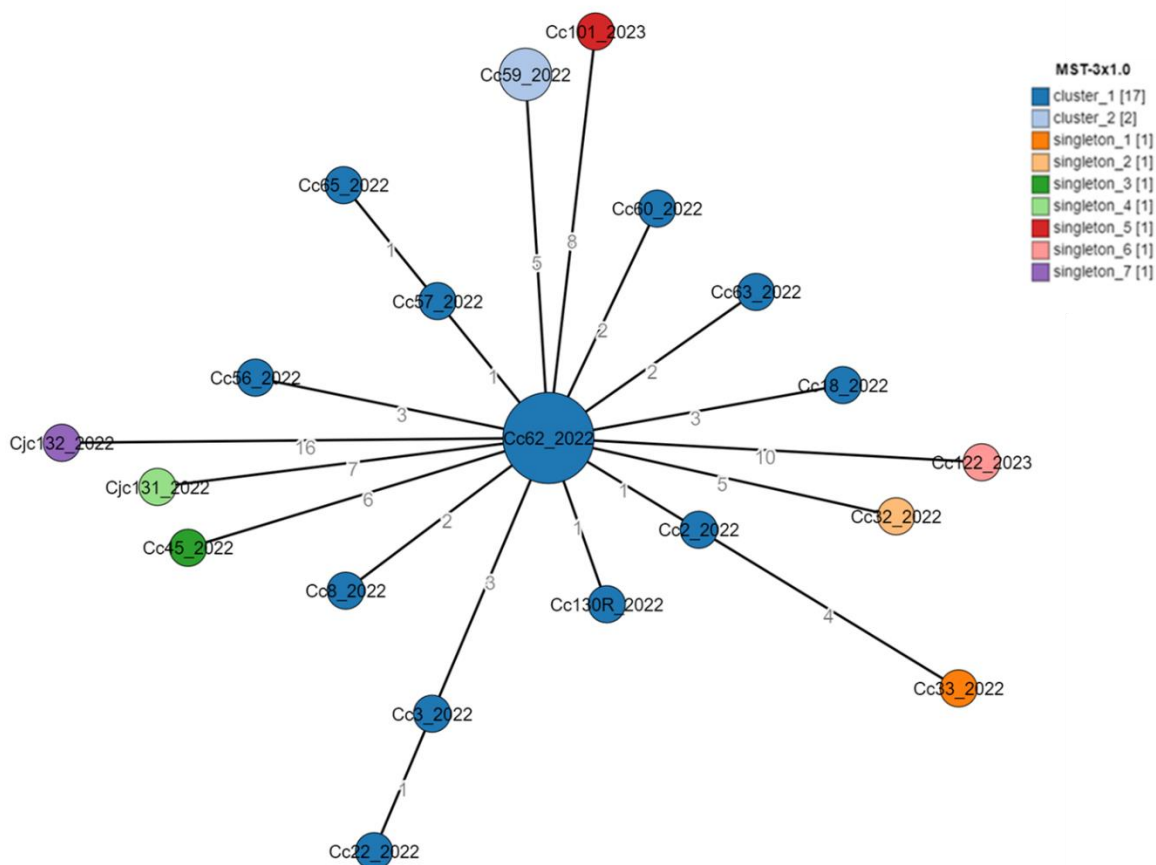 Cc101_2023
Cc59_2022
MST-3x1.0
cluster_1 [17]
cluster_2 [2]
singleton_1 [1]
singleton_2 [1]
singleton_3 [1]
singleton_4 [1]
singleton_5 [1]
singleton_6 [1]
singleton_7 [1]
Cc65_2022
Cc60_2022
1
8
5
Cc57_2022
Cc63_2022
2
1
2
Cc56_2022
Cc18_2022
3
3
Cjc132_2022
16
Cc62_2022
10
Cc122_2023
7
Cjc131_2022
6
1
5
Cc32_2022
Cc45_2022
2
1
Cc2_2022
3
Cc8_2022
Cc130R_2022
4
Cc33_2022
Cc3_2022
1
Cc22_2022